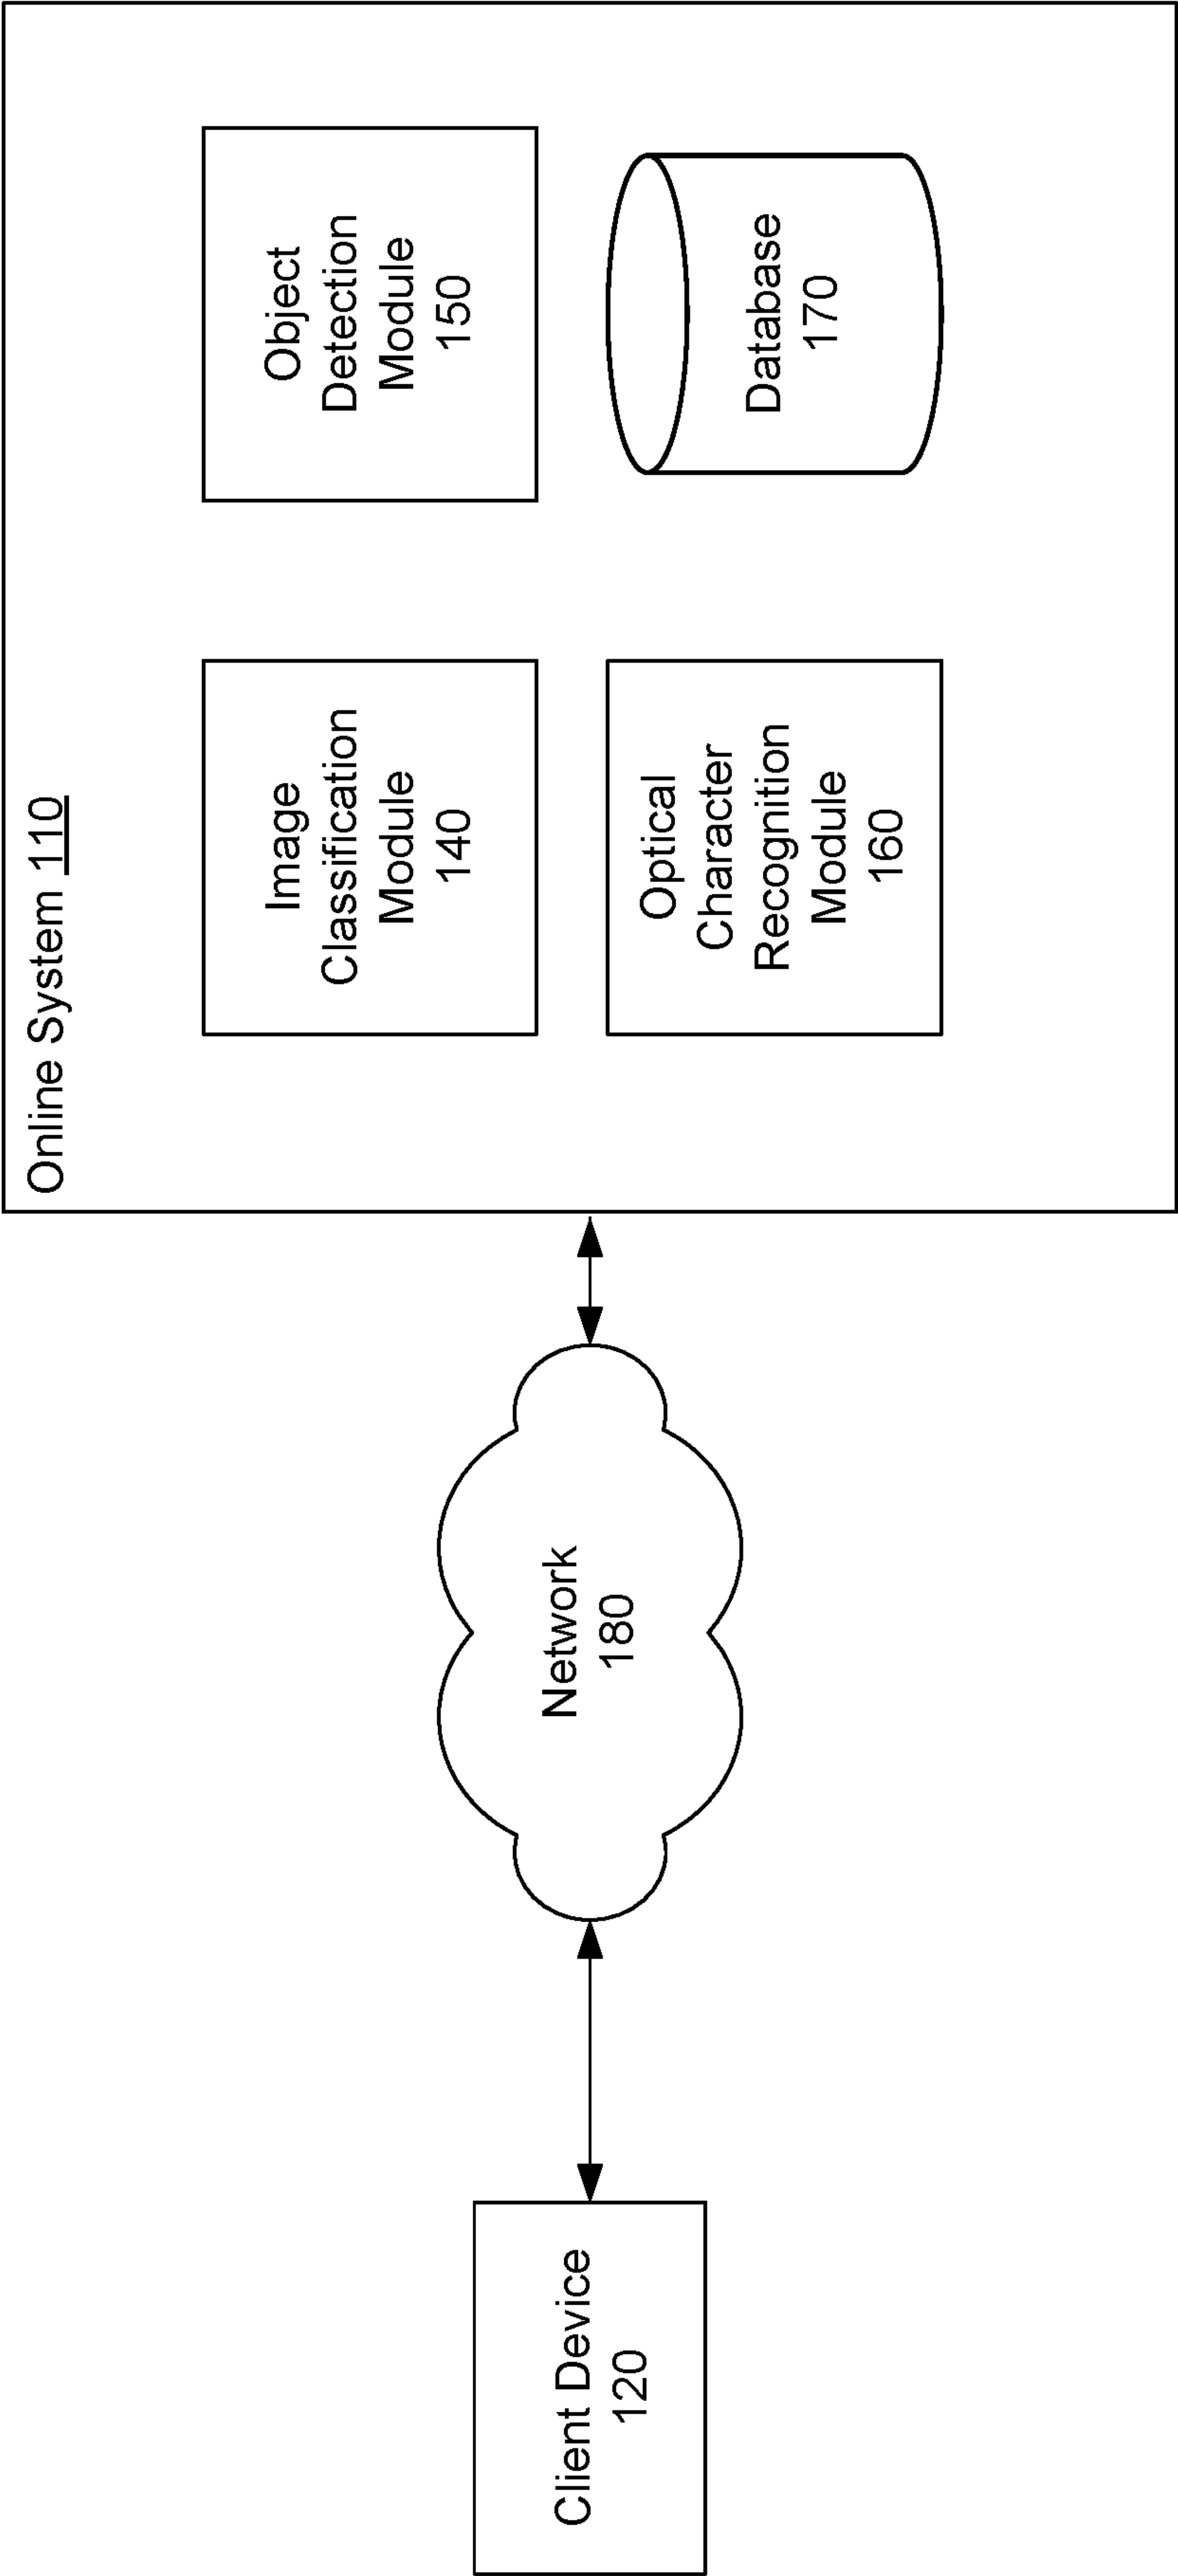 Online System 110
Image
Classification
Module
140
Object
Detection
Module
150
Optical
Character
Recognition
Module
160
Database
170
Network
180
Client Device
120